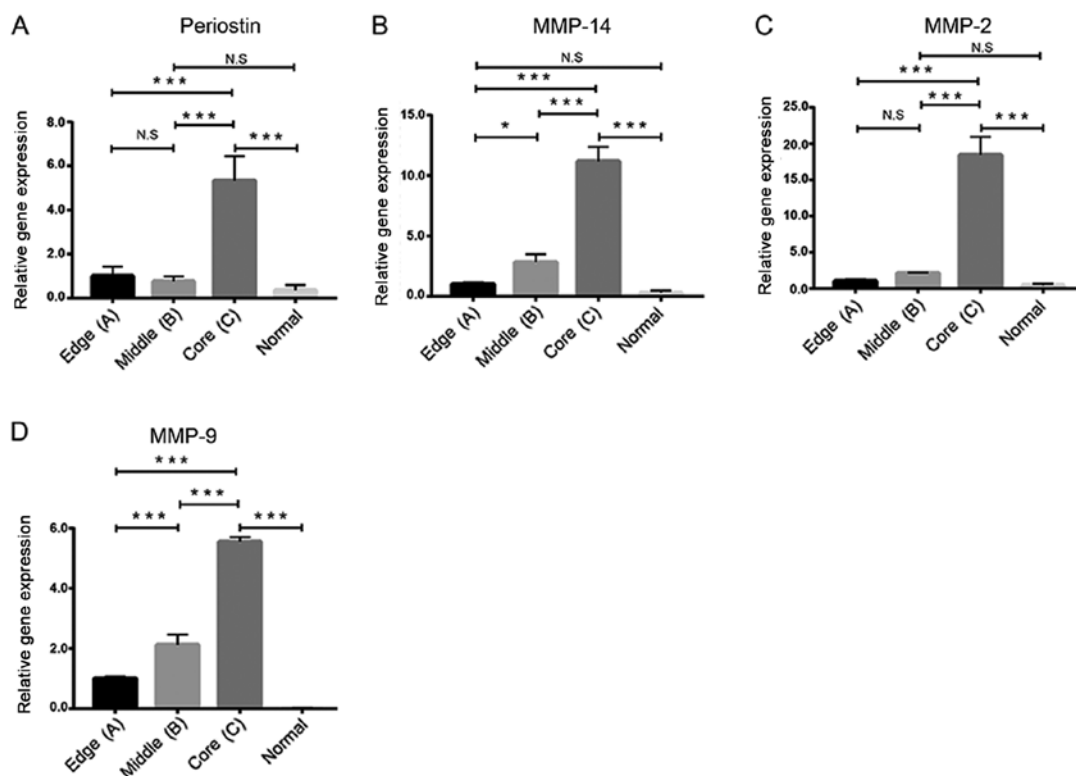 A
Periostin
N.S
* * *
* * *
N.S
* * *
Relative gene expression
8.0
6.0
4.0
2.0
0.0
Edge (A)
Middle (B)
Core (C)
Normal
B
MMP-14
N.S
* * *
* * *
*
* * *
Relative gene expression
15.0
10.0
5.0
0.0
Edge (A)
Middle (B)
Core (C)
Normal
C
MMP-2
N.S
* * *
* * *
N.S
* * *
Relative gene expression
25.0
20.0
15.0
10.0
5.0
0.0
Edge (A)
Middle (B)
Core (C)
Normal
D
MMP-9
* * *
* * *
* * *
* * *
Relative gene expression
6.0
4.0
2.0
0.0
Edge (A)
Middle (B)
Core (C)
Normal